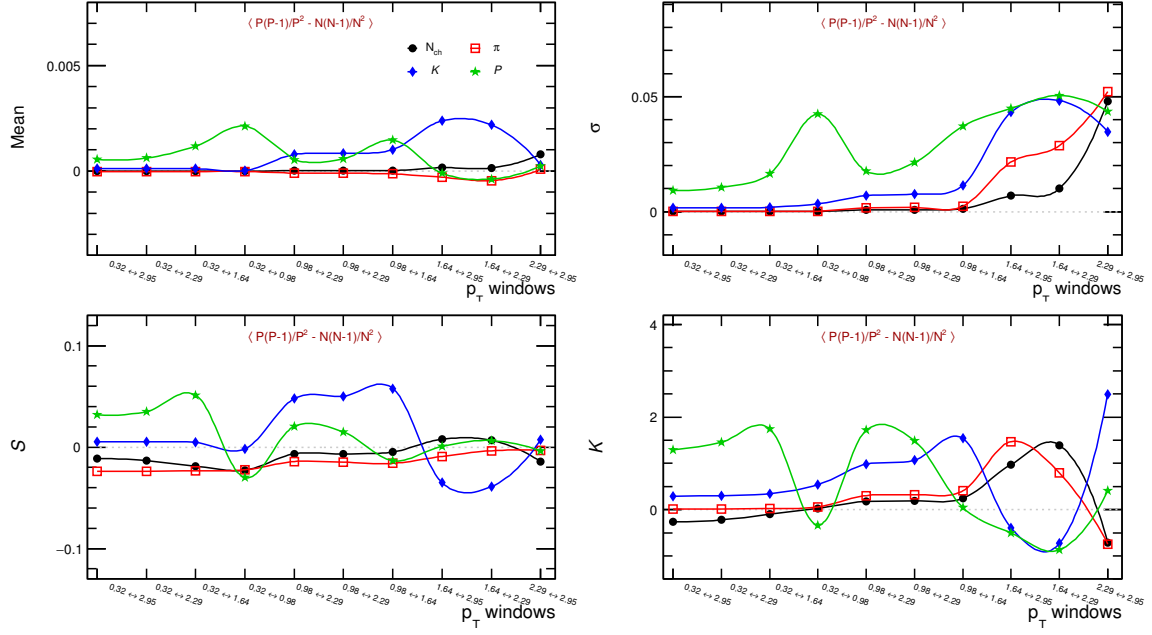 ⟨ P(P-1)/P² - N(N-1)/N² ⟩
N_ch π
K P
0.005
0
Mean
0.32 ↔ 2.95 0.32 ↔ 2.29 0.32 ↔ 1.64 0.32 ↔ 0.98 0.98 ↔ 2.95 0.98 ↔ 2.29 0.98 ↔ 1.64 1.64 ↔ 2.95 1.64 ↔ 2.29 2.29 ↔ 2.95
p_T windows
⟨ P(P-1)/P² - N(N-1)/N² ⟩
0.05
0
σ
0.32 ↔ 2.95 0.32 ↔ 2.29 0.32 ↔ 1.64 0.32 ↔ 0.98 0.98 ↔ 2.95 0.98 ↔ 2.29 0.98 ↔ 1.64 1.64 ↔ 2.95 1.64 ↔ 2.29 2.29 ↔ 2.95
p_T windows
⟨ P(P-1)/P² - N(N-1)/N² ⟩
0.1
0
−0.1
S
0.32 ↔ 2.95 0.32 ↔ 2.29 0.32 ↔ 1.64 0.32 ↔ 0.98 0.98 ↔ 2.95 0.98 ↔ 2.29 0.98 ↔ 1.64 1.64 ↔ 2.95 1.64 ↔ 2.29 2.29 ↔ 2.95
p_T windows
⟨ P(P-1)/P² - N(N-1)/N² ⟩
4
2
0
K
0.32 ↔ 2.95 0.32 ↔ 2.29 0.32 ↔ 1.64 0.32 ↔ 0.98 0.98 ↔ 2.95 0.98 ↔ 2.29 0.98 ↔ 1.64 1.64 ↔ 2.95 1.64 ↔ 2.29 2.29 ↔ 2.95
p_T windows